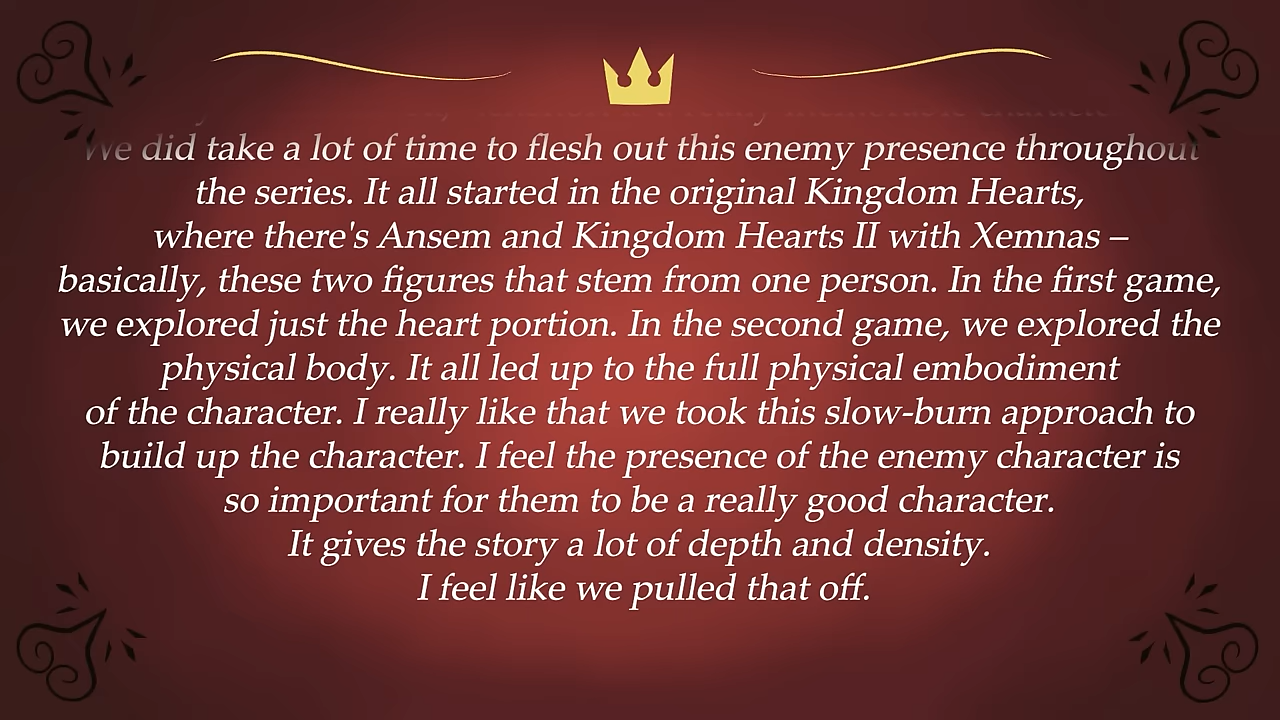 We did take a lot of time to flesh out this enemy presence throughout
the series. It all started in the original Kingdom Hearts,
where there's Ansem and Kingdom Hearts II with Xemnas –
basically, these two figures that stem from one person. In the first game,
we explored just the heart portion. In the second game, we explored the
physical body. It all led up to the full physical embodiment
of the character. I really like that we took this slow-burn approach to
build up the character. I feel the presence of the enemy character is
so important for them to be a really good character.
It gives the story a lot of depth and density.
I feel like we pulled that off.